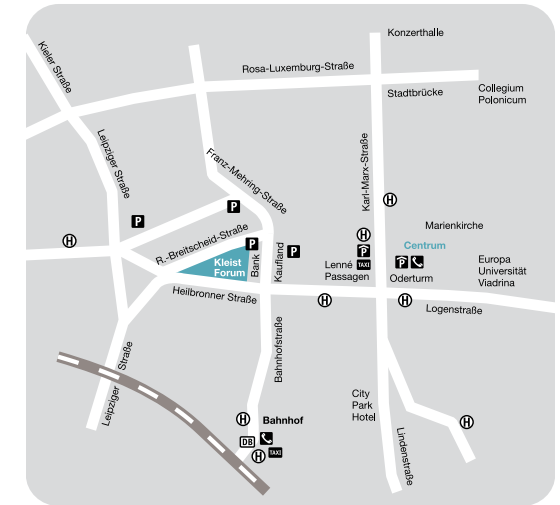 Konzerthalle
Kieler Straße
Rosa-Luxemburg-Straße
Stadtbrücke
Collegium
Polonicum
Leipziger Straße
Franz-Mehring-Straße
Karl-Marx-Straße
P
P
H
H
H
Marienkirche
R.-Breitscheid-Straße
P
P
Centrum
Kleist
Forum
Bank
Kaufland
P
TAXI
Lenné
Passagen
P
Oderturm
Europa
Universität
Viadrina
Heilbronner Straße
H
H
Logenstraße
Bahnhofstraße
Leipziger Straße
City
Park
Hotel
Lindenstraße
H
H
Bahnhof
DB
H
TAXI